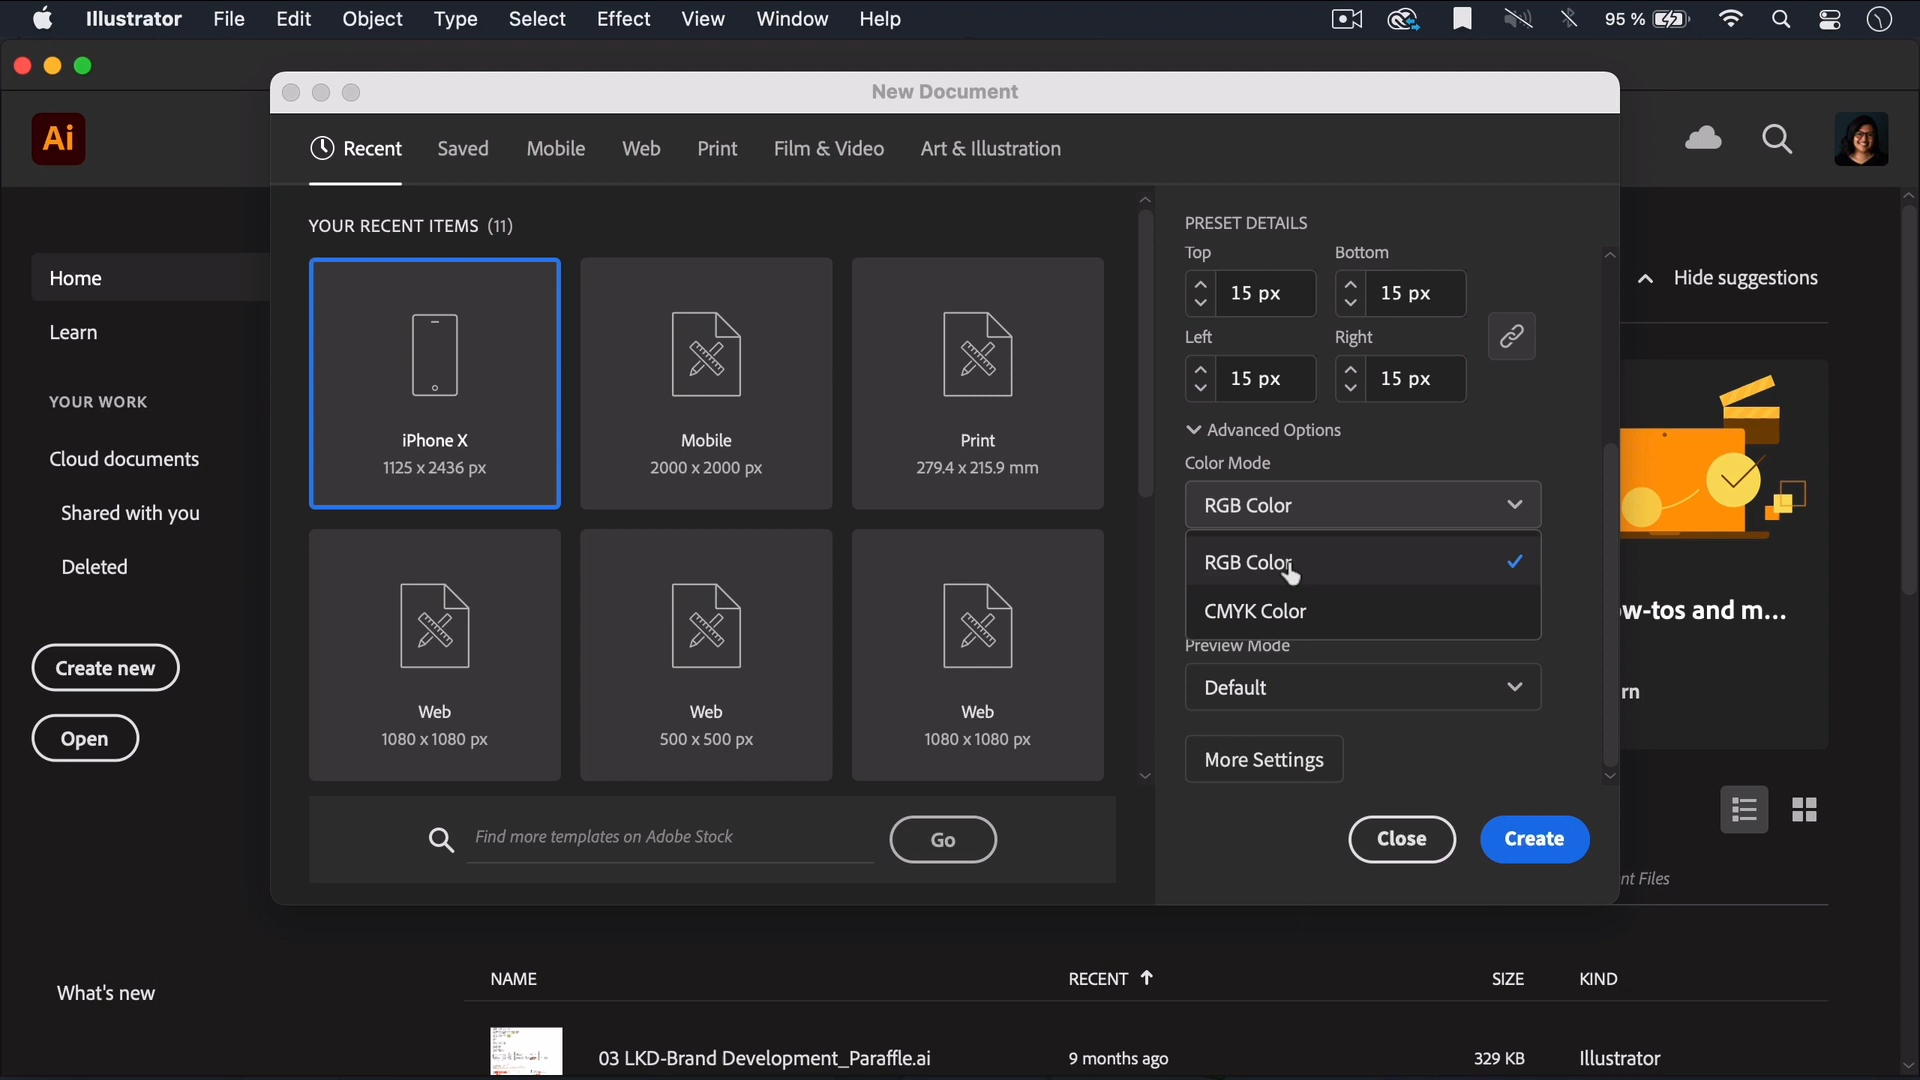 Illustrator File Edit Object Type Select Effect View Window Help 95 %
New Document
Ai
Recent Saved Mobile Web Print Film & Video Art & Illustration
YOUR RECENT ITEMS (11)
iPhone X
1125 x 2436 px
Mobile
2000 x 2000 px
Print
279.4 x 215.9 mm
Web
1080 x 1080 px
Web
500 x 500 px
Web
1080 x 1080 px
Find more templates on Adobe Stock
Go
PRESET DETAILS
Top Bottom
15 px 15 px
Left Right
15 px 15 px
Advanced Options
Color Mode
RGB Color
RGB Color
CMYK Color
Preview Mode
Default
More Settings
Close Create
Home
Learn
YOUR WORK
Cloud documents
Shared with you
Deleted
Create new
Open
What's new
Hide suggestions
w-tos and m...
rn
nt Files
NAME RECENT SIZE KIND
03 LKD-Brand Development_Paraffle.ai 9 months ago 329 KB Illustrator